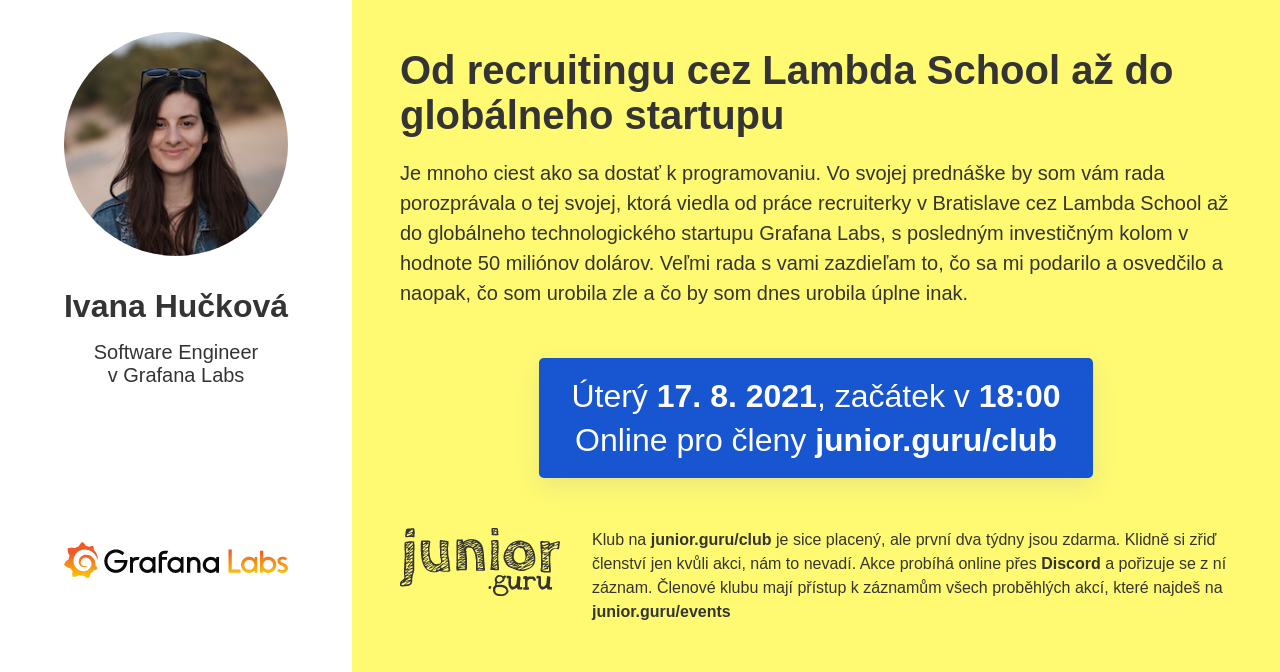 Ivana Hučková
Software Engineer
v Grafana Labs
Grafana Labs
Od recruitingu cez Lambda School až do
globálneho startupu
Je mnoho ciest ako sa dostať k programovaniu. Vo svojej prednáške by som vám rada
porozprávala o tej svojej, ktorá viedla od práce recruiterky v Bratislave cez Lambda School až
do globálneho technologického startupu Grafana Labs, s posledným investičným kolom v
hodnote 50 miliónov dolárov. Veľmi rada s vami zazdieľam to, čo sa mi podarilo a osvedčilo a
naopak, čo som urobila zle a čo by som dnes urobila úplne inak.
Úterý 17. 8. 2021, začátek v 18:00
Online pro členy junior.guru/club
junior
.guru
Klub na junior.guru/club je sice placený, ale první dva týdny jsou zdarma. Klidně si zřiď
členství jen kvůli akci, nám to nevadí. Akce probíhá online přes Discord a pořizuje se z ní
záznam. Členové klubu mají přístup k záznamům všech proběhlých akcí, které najdeš na
junior.guru/events